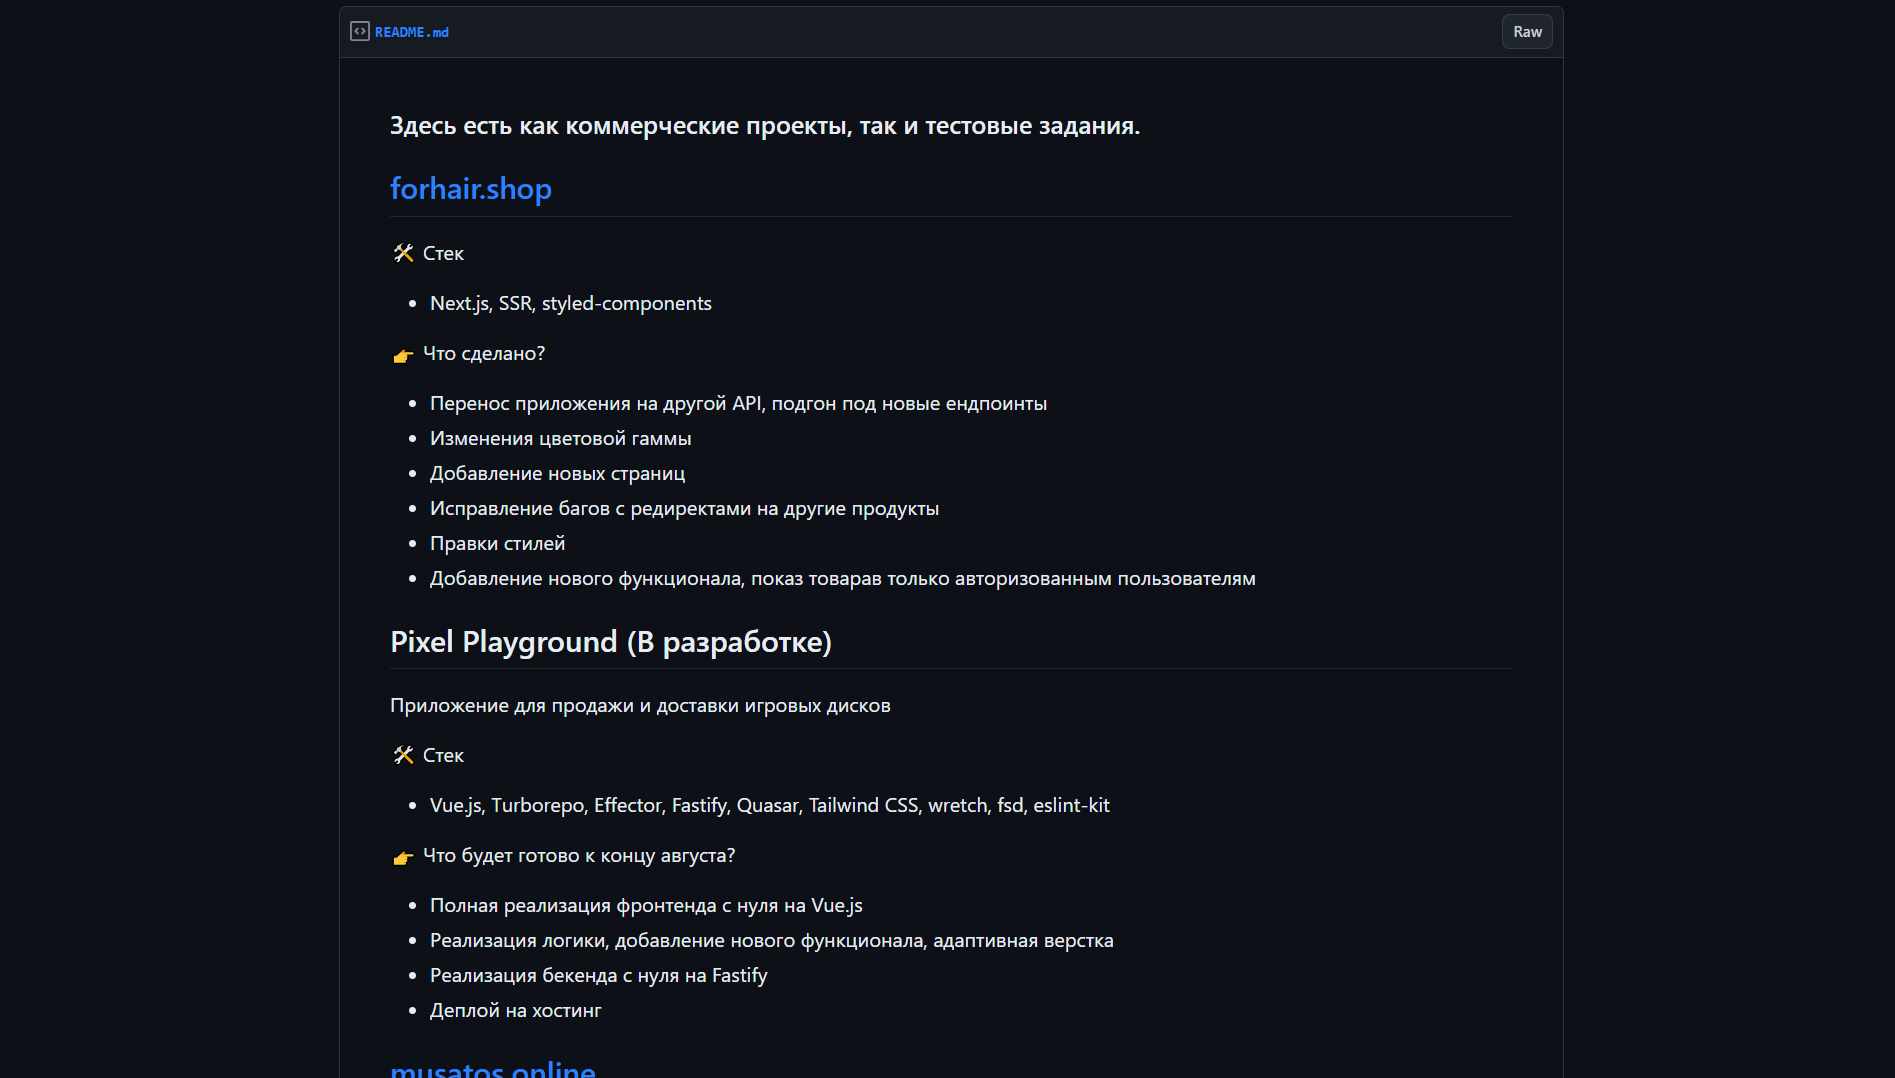 README.md
Raw
Здесь есть как коммерческие проекты, так и тестовые задания.
forhair.shop
🛠 Стек
Next.js, SSR, styled-components
👉 Что сделано?
Перенос приложения на другой API, подгон под новые ендпоинты
Изменения цветовой гаммы
Добавление новых страниц
Исправление багов с редиректами на другие продукты
Правки стилей
Добавление нового функционала, показ товарав только авторизованным пользователям
Pixel Playground (В разработке)
Приложение для продажи и доставки игровых дисков
🛠 Стек
Vue.js, Turborepo, Effector, Fastify, Quasar, Tailwind CSS, wretch, fsd, eslint-kit
👉 Что будет готово к концу августа?
Полная реализация фронтенда с нуля на Vue.js
Реализация логики, добавление нового функционала, адаптивная верстка
Реализация бекенда с нуля на Fastify
Деплой на хостинг
musatos.online